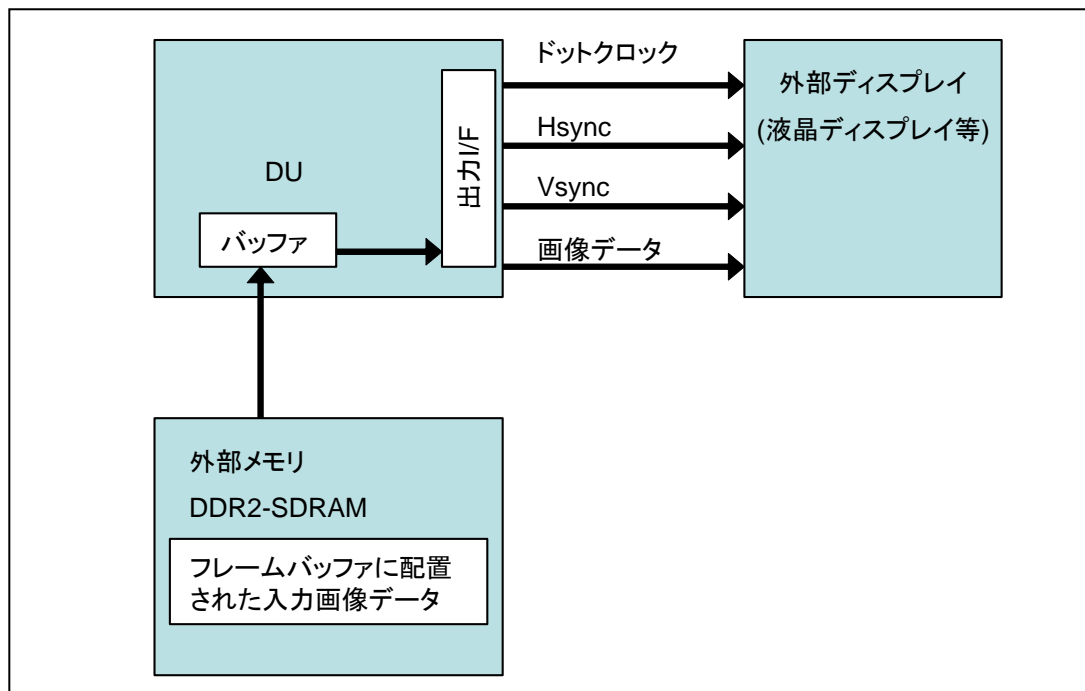 ドットクロック
外部ディスプレイ
(液晶ディスプレイ等)
Hsync
DU
出力I/F
Vsync
バッファ
画像データ
外部メモリ
DDR2-SDRAM
フレームバッファに配置
された入力画像データ